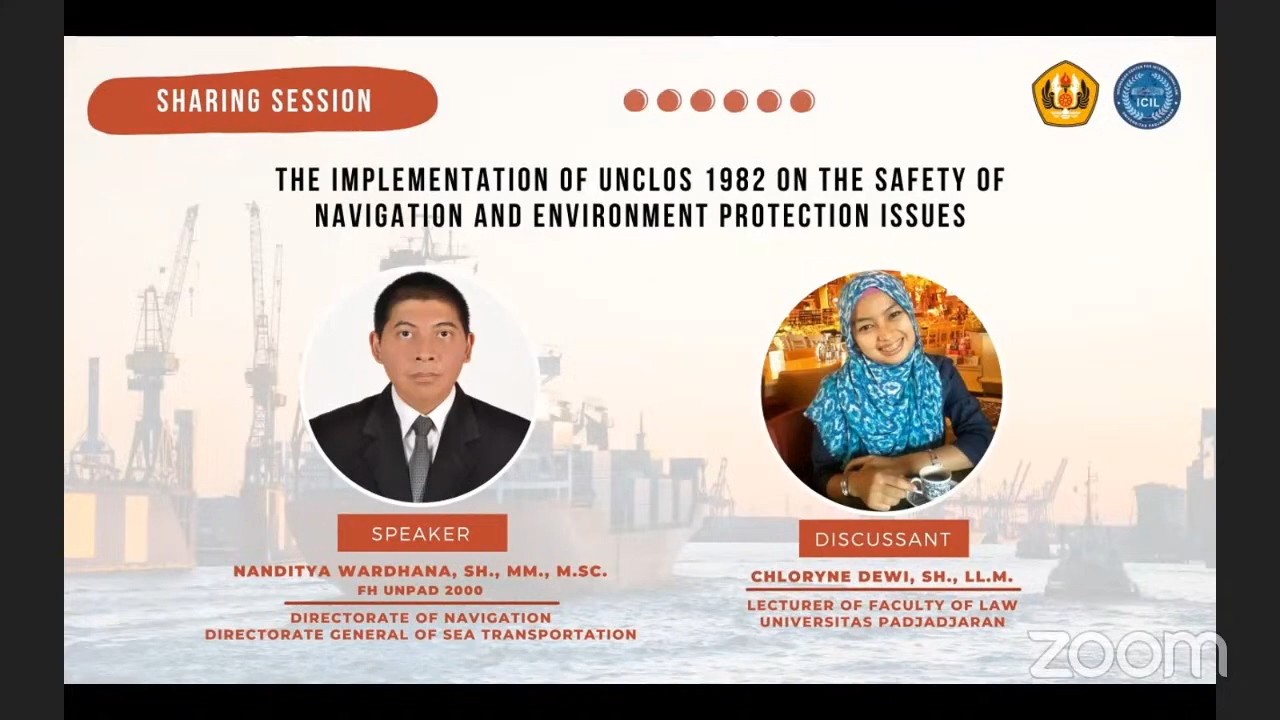 SHARING SESSION
ICIL
THE IMPLEMENTATION OF UNCLOS 1982 ON THE SAFETY OF
NAVIGATION AND ENVIRONMENT PROTECTION ISSUES
SPEAKER
NANDITYA WARDHANA, SH., MM., M.SC.
FH UNPAD 2000
DIRECTORATE OF NAVIGATION
DIRECTORATE GENERAL OF SEA TRANSPORTATION
DISCUSSANT
CHLORYNE DEWI, SH., LL.M.
LECTURER OF FACULTY OF LAW
UNIVERSITAS PADJADJARAN
zoom